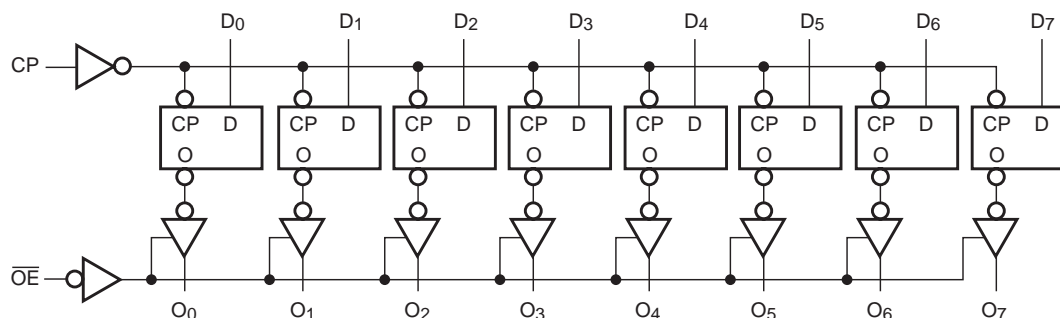 D0 D1 D2 D3 D4 D5 D6 D7
CP
CP D CP D CP D CP D CP D CP D CP D CP D
O O O O O O O O
OE
O0 O1 O2 O3 O4 O5 O6 O7